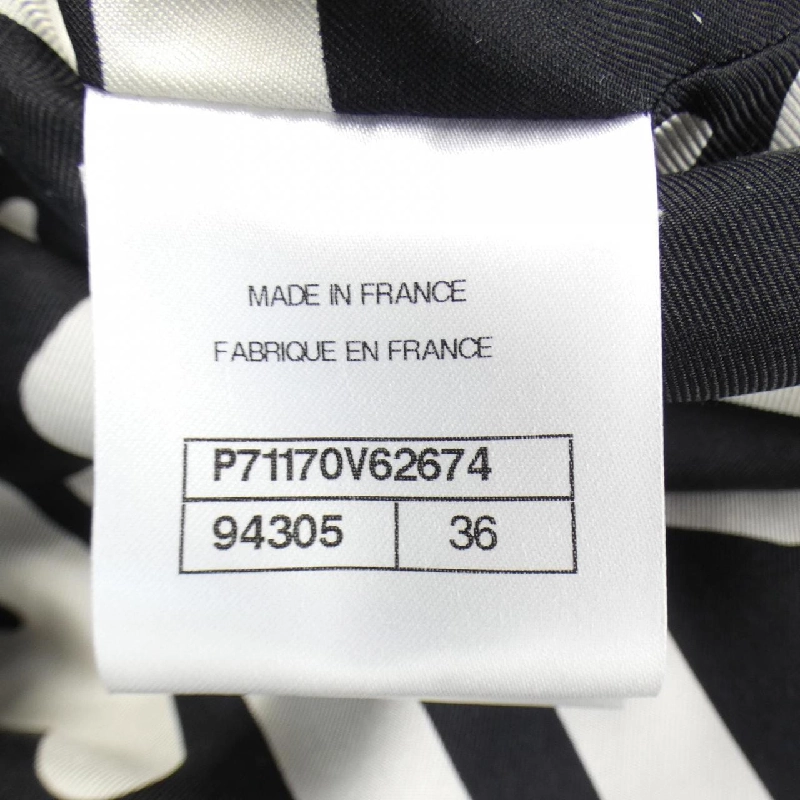 MADE IN FRANCE
FABRIQUE EN FRANCE
P71170V62674
94305 36